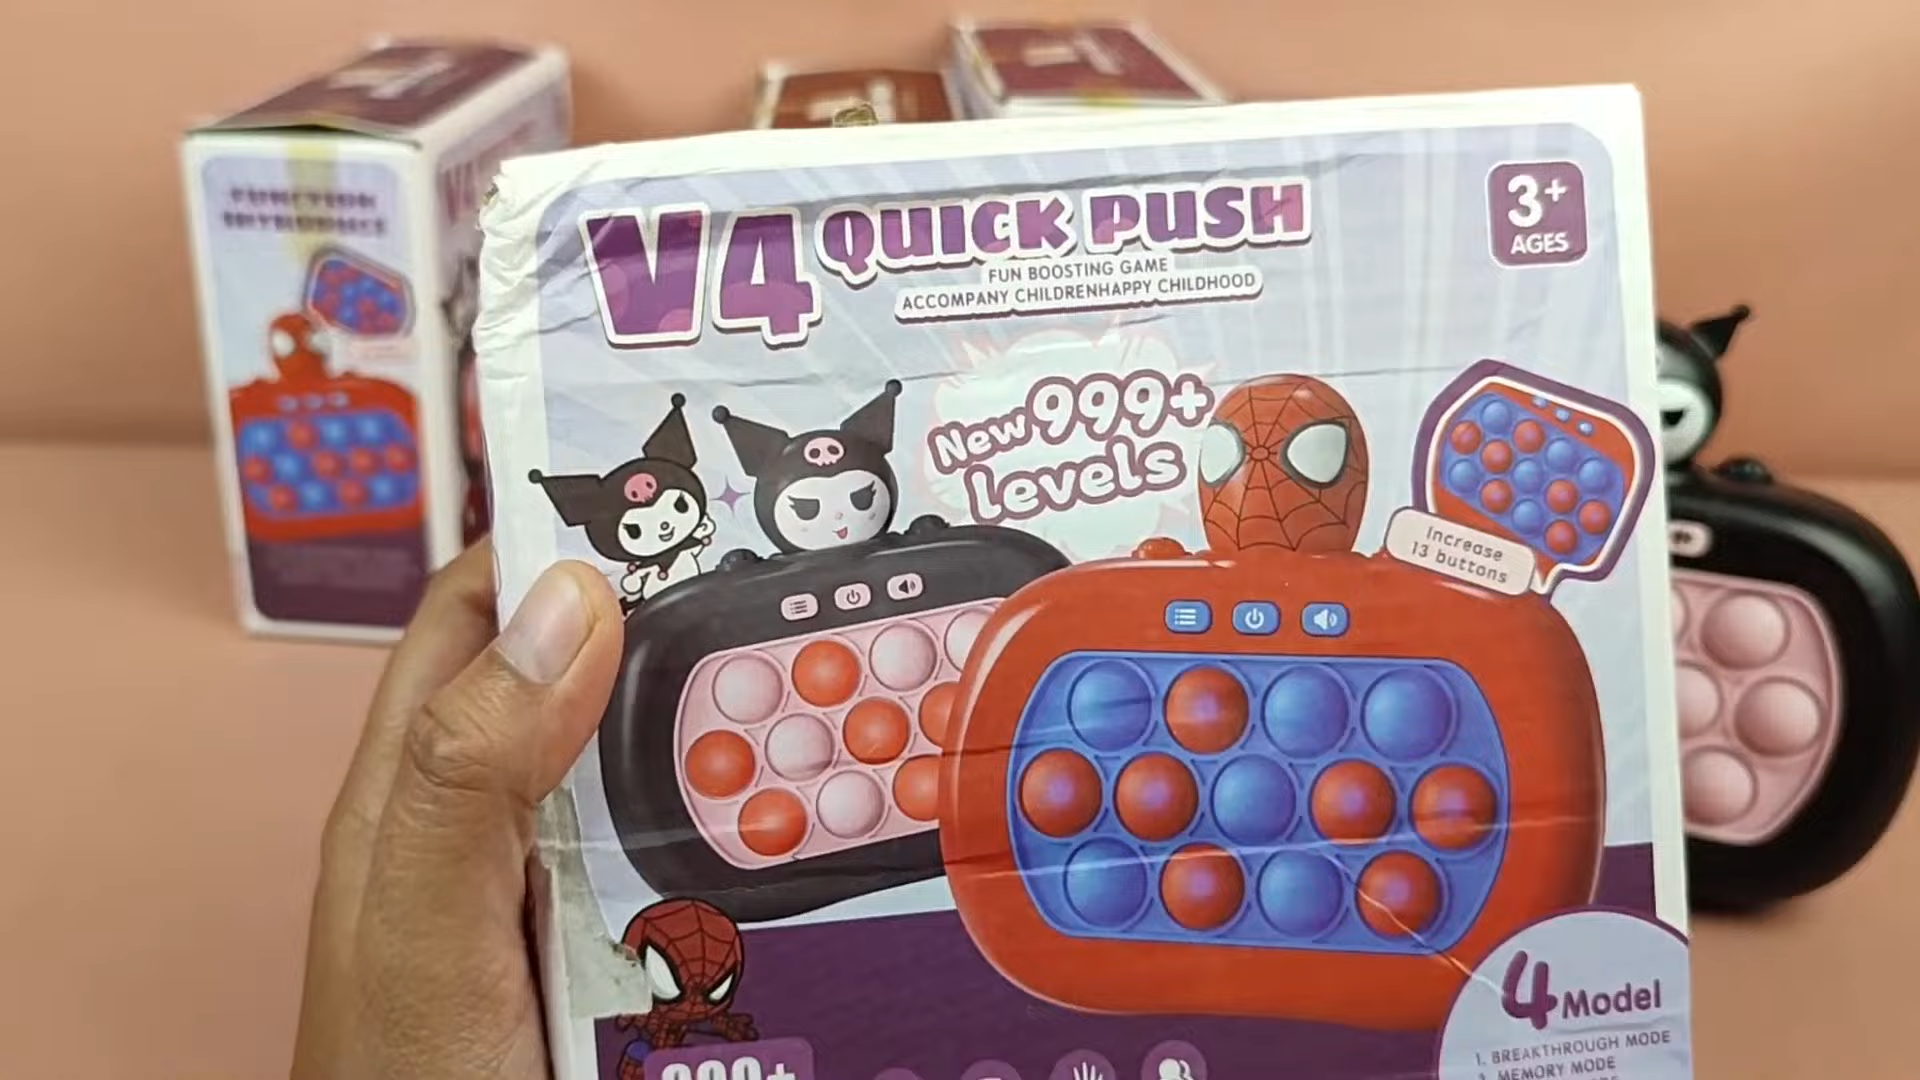 V4 QUICK PUSH
FUN BOOSTING GAME
ACCOMPANY CHILDRENHAPPY CHILDHOOD
3+
AGES
New 999+
Levels
Increase
13 buttons
4 Model
1. BREAKTHROUGH MODE
MEMORY MODE
FUNCTION